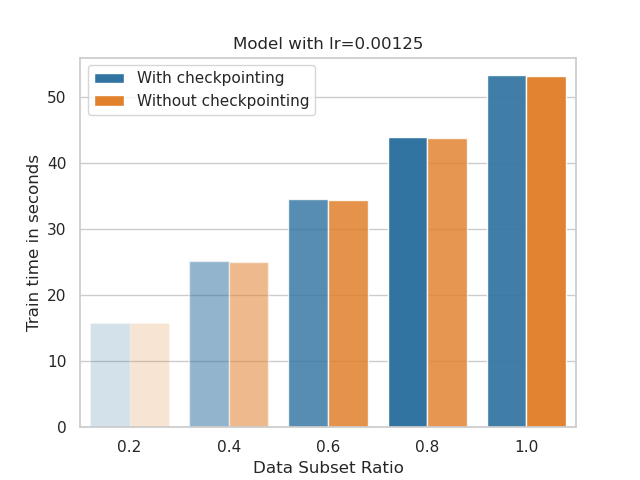 Model with lr=0.00125
With checkpointing
Without checkpointing
Train time in seconds
50
40
30
20
10
0
0.2 0.4 0.6 0.8 1.0
Data Subset Ratio